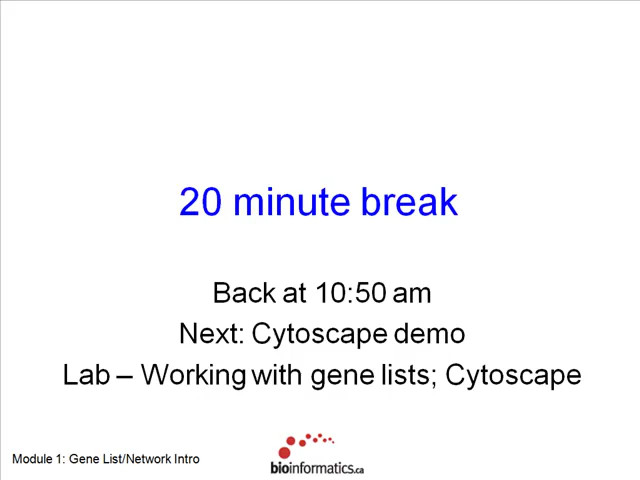 20 minute break
Back at 10:50 am
Next: Cytoscape demo
Lab – Working with gene lists; Cytoscape
Module 1: Gene List/Network Intro
bioinformatics.ca